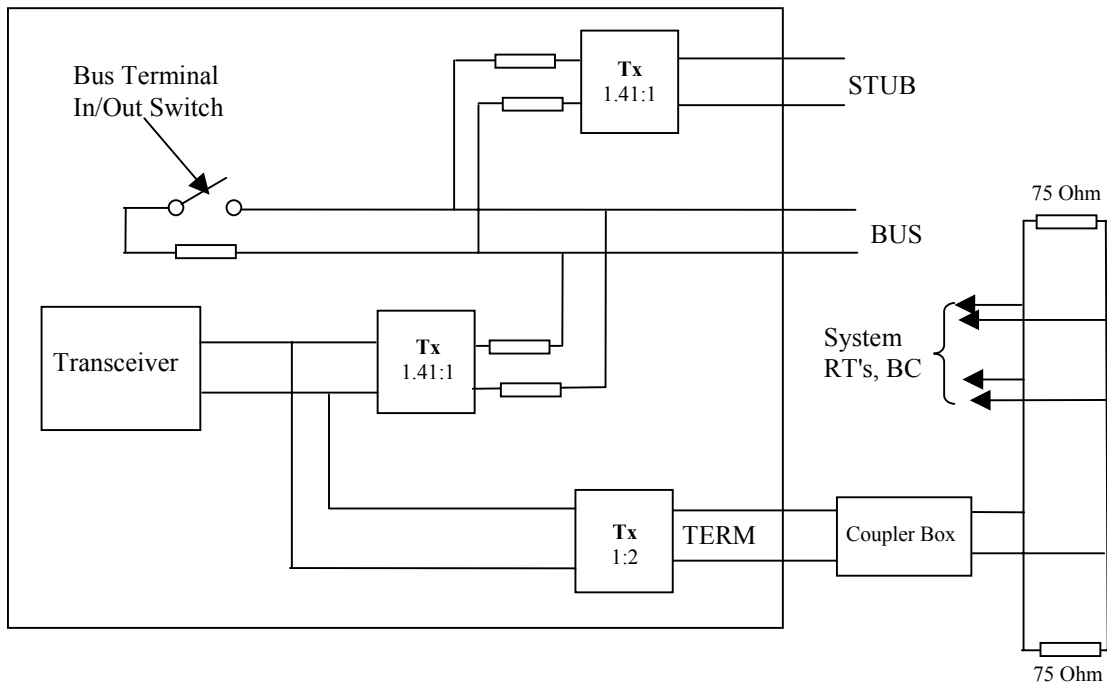 Tx
1.41:1
STUB
Bus Terminal
In/Out Switch
75 Ohm
BUS
Transceiver
Tx
1.41:1
System
RT's, BC
Tx
1:2
TERM
Coupler Box
75 Ohm